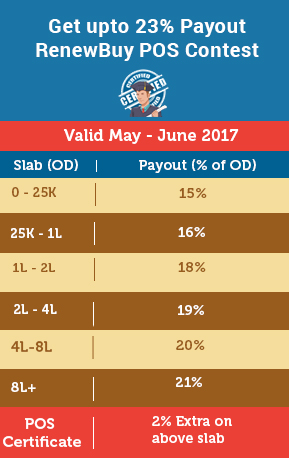 Get upto 23% Payout
RenewBuy POS Contest
CERTIFIED
CERTIFIED
Valid May - June 2017
Slab (OD) | Payout (% of OD)
0 - 25K | 15%
25K - 1L | 16%
1L - 2L | 18%
2L - 4L | 19%
4L-8L | 20%
8L+ | 21%
POS
Certificate | 2% Extra on
above slab